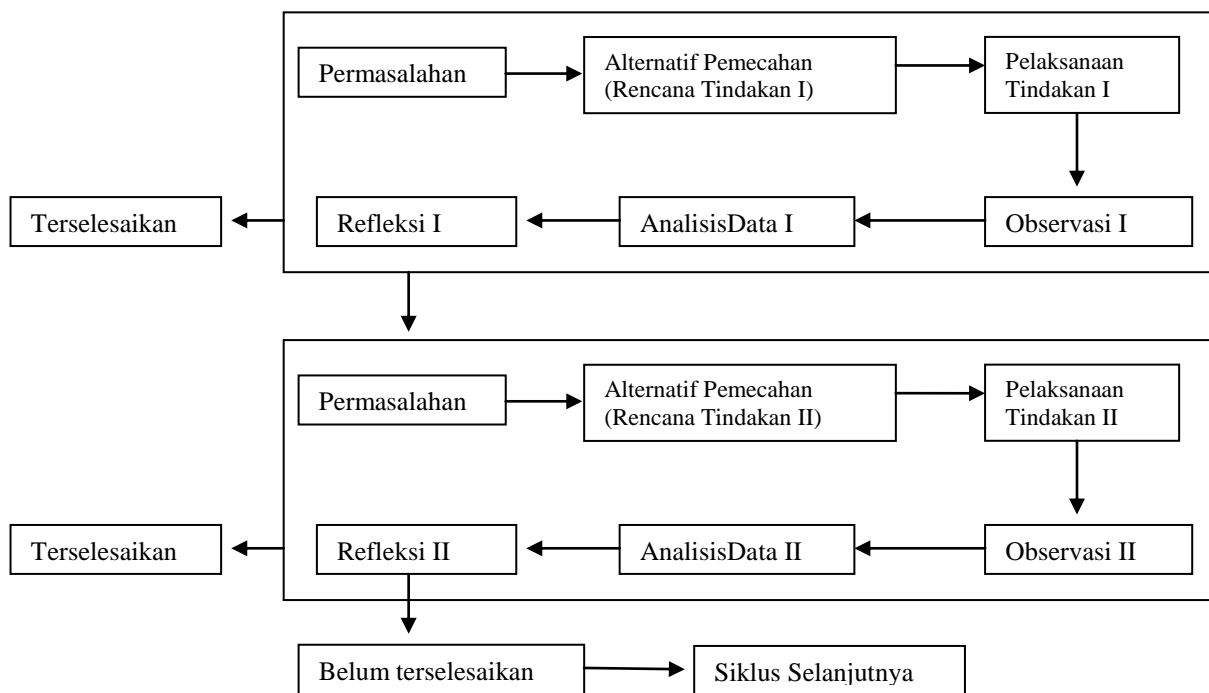 Permasalahan
Alternatif Pemecahan
(Rencana Tindakan I)
Pelaksanaan
Tindakan I
Terselesaikan
Refleksi I
AnalisisData I
Observasi I
Permasalahan
Alternatif Pemecahan
(Rencana Tindakan II)
Pelaksanaan
Tindakan II
Terselesaikan
Refleksi II
AnalisisData II
Observasi II
Belum terselesaikan
Siklus Selanjutnya